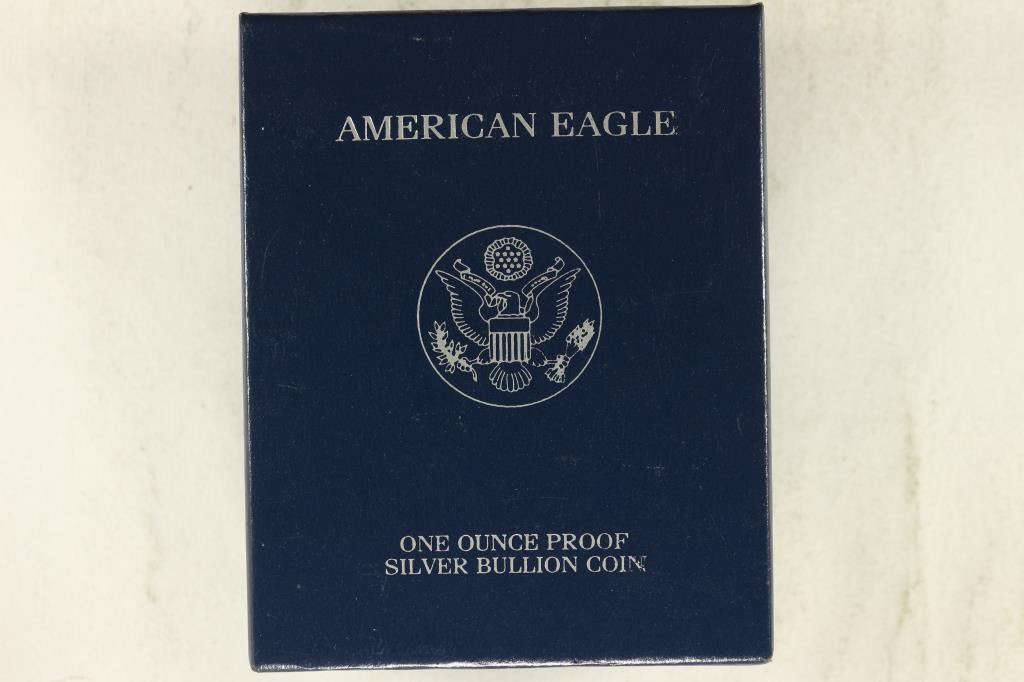 AMERICAN EAGLE
ONE OUNCE PROOF
SILVER BULLION COIN